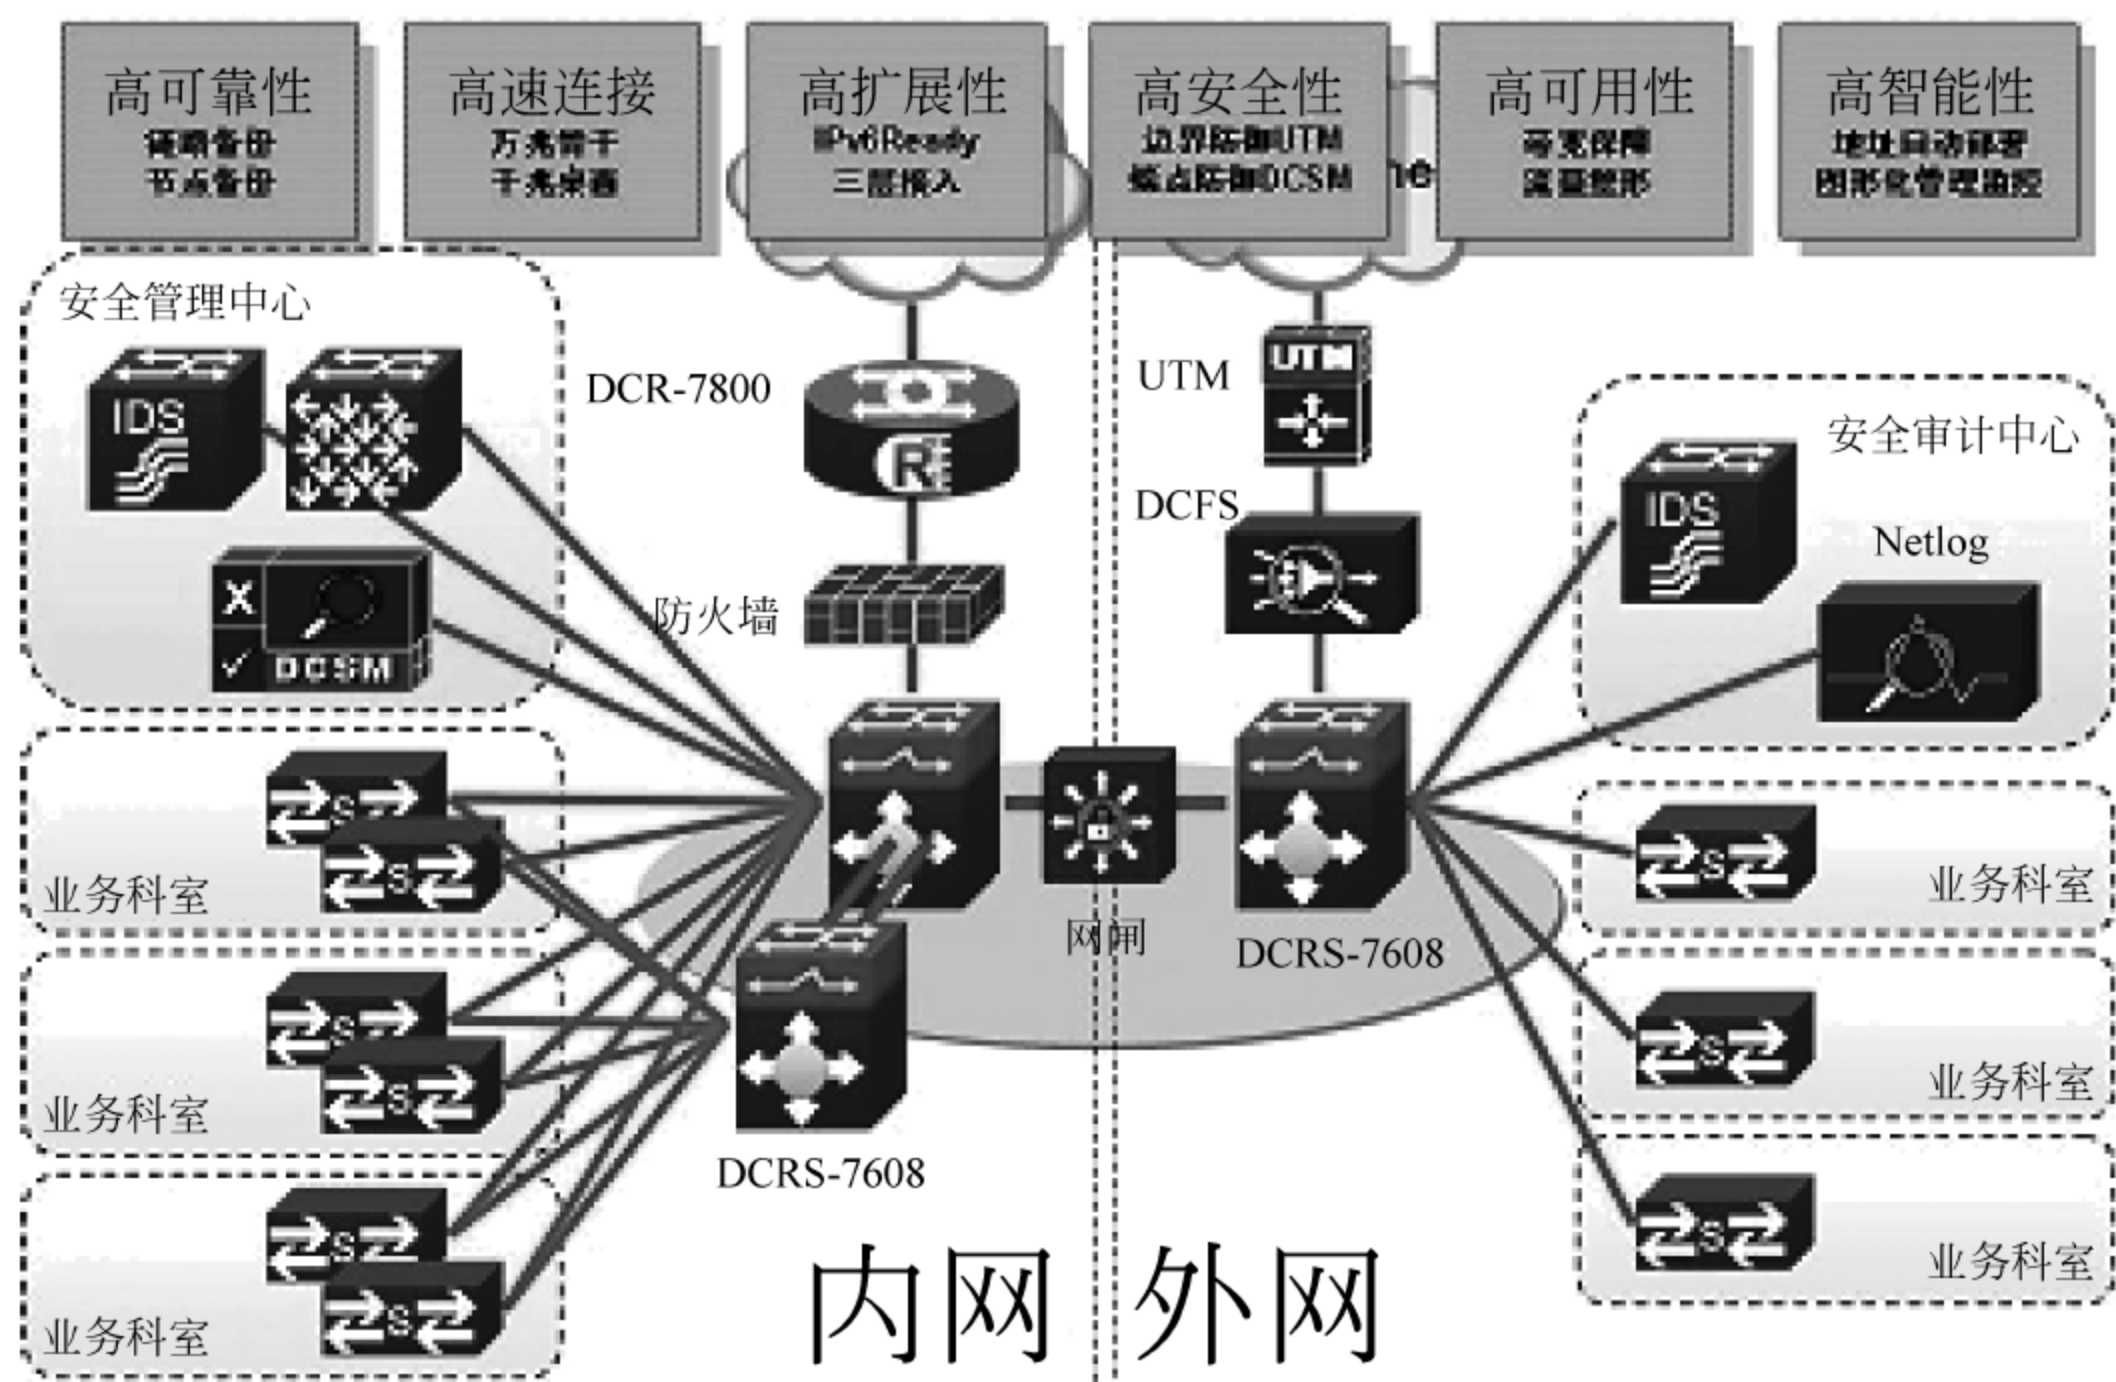 高可靠性
链路备份
节点备份
高速连接
万兆骨干
千兆桌面
高扩展性
IPv6Ready
三层接入
高安全性
边界防御UTM
端点防御DCSM
高可用性
带宽保障
流量整形
高智能性
地址自动部署
图形化管理监控
安全管理中心
IDS
DCR-7800
R
UTM
UTM
安全审计中心
IDS
DCFS
Netlog
X
防火墙
DCSM
S
S
业务科室
网闸
DCRS-7608
S
业务科室
S
S
业务科室
S
业务科室
DCRS-7608
S
S
业务科室
S
业务科室
内网
外网